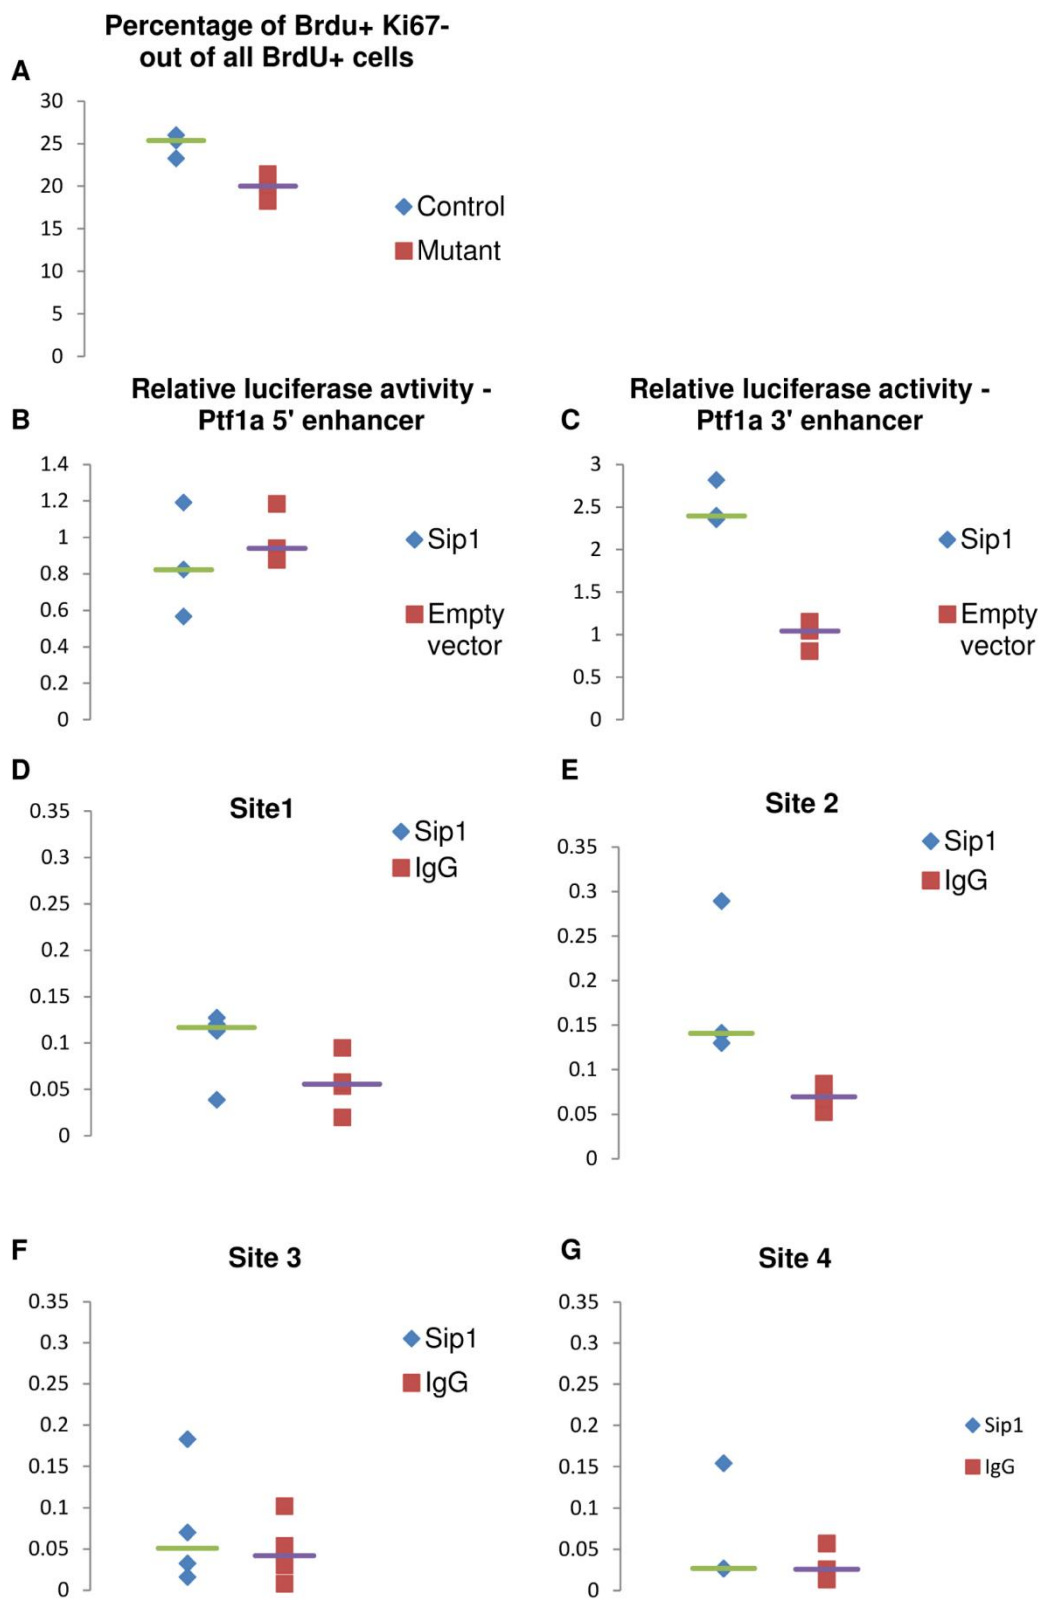 Percentage of Brdu+ Ki67-
out of all BrdU+ cells
A
30
25
20
15
10
5
0
Control
Mutant
Relative luciferase avtivity -
Ptf1a 5' enhancer
B
1.4
1.2
1
0.8
0.6
0.4
0.2
0
Sip1
Empty
vector
Relative luciferase activity -
Ptf1a 3' enhancer
C
3
2.5
2
1.5
1
0.5
0
Sip1
Empty
vector
D
Site1
0.35
0.3
0.25
0.2
0.15
0.1
0.05
0
Sip1
IgG
E
Site 2
0.35
0.3
0.25
0.2
0.15
0.1
0.05
0
Sip1
IgG
F
Site 3
0.35
0.3
0.25
0.2
0.15
0.1
0.05
0
Sip1
IgG
G
Site 4
0.35
0.3
0.25
0.2
0.15
0.1
0.05
0
Sip1
IgG